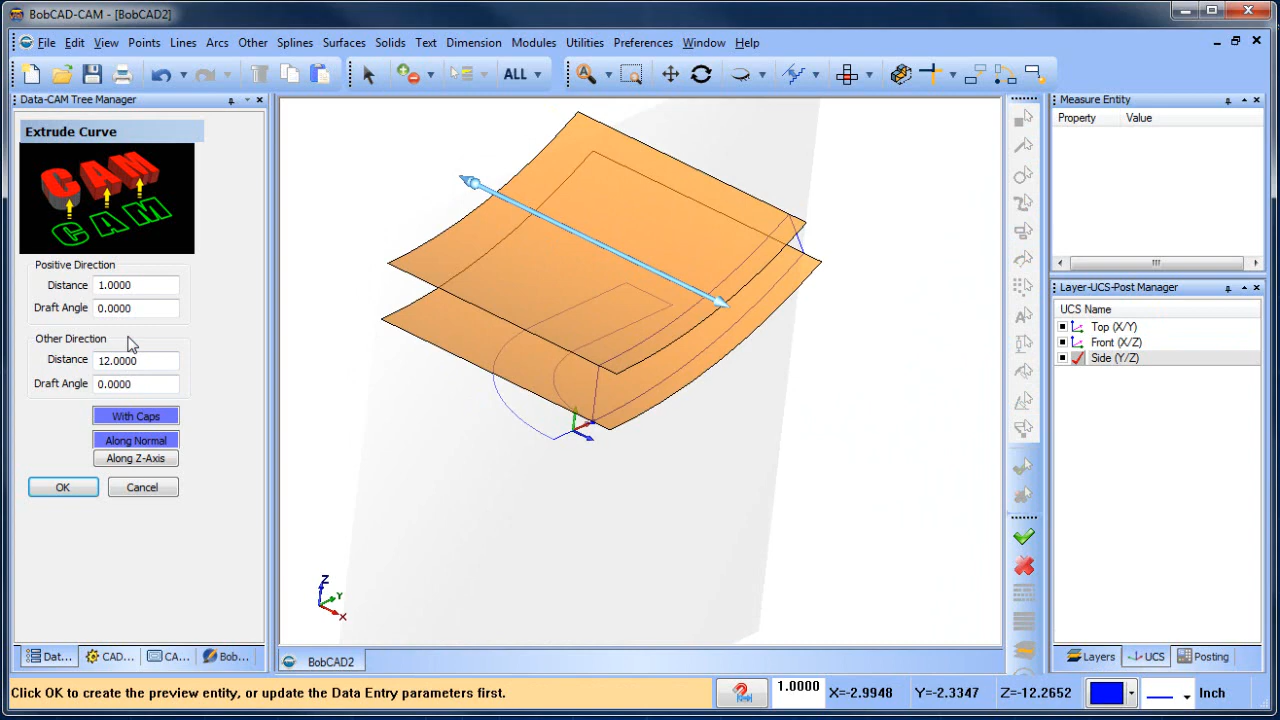 BobCAD-CAM - [BobCAD2]
File Edit View Points Lines Arcs Other Splines Surfaces Solids Text Dimension Modules Utilities Preferences Window Help
ALL
Data-CAM Tree Manager
Extrude Curve
CAM
CAM
Positive Direction
Distance 1.0000
Draft Angle 0.0000
Other Direction
Distance 12.0000
Draft Angle 0.0000
With Caps
Along Normal
Along Z-Axis
OK Cancel
Dat... CAD... CA... Bob...
Z
Y
X
BobCAD2
Measure Entity
Property Value
Layer-UCS-Post Manager
UCS Name
Top (X/Y)
Front (X/Z)
Side (Y/Z)
Layers UCS Posting
Click OK to create the preview entity, or update the Data Entry parameters first.
1.0000 X=-2.9948 Y=-2.3347 Z=-12.2652 Inch